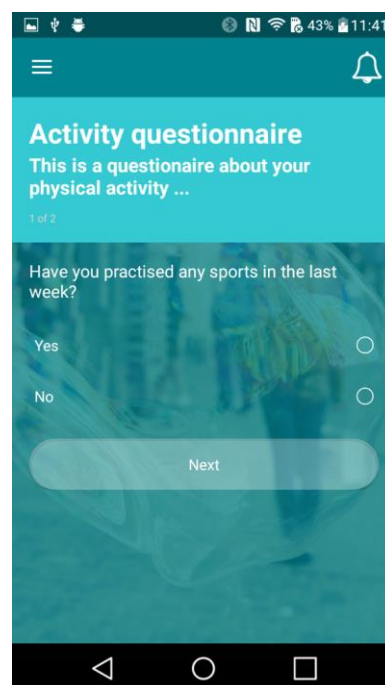 43% 11:41
Activity questionnaire
This is a questionaire about your
physical activity ...
1 of 2
Have you practised any sports in the last
week?
Yes
No
Next